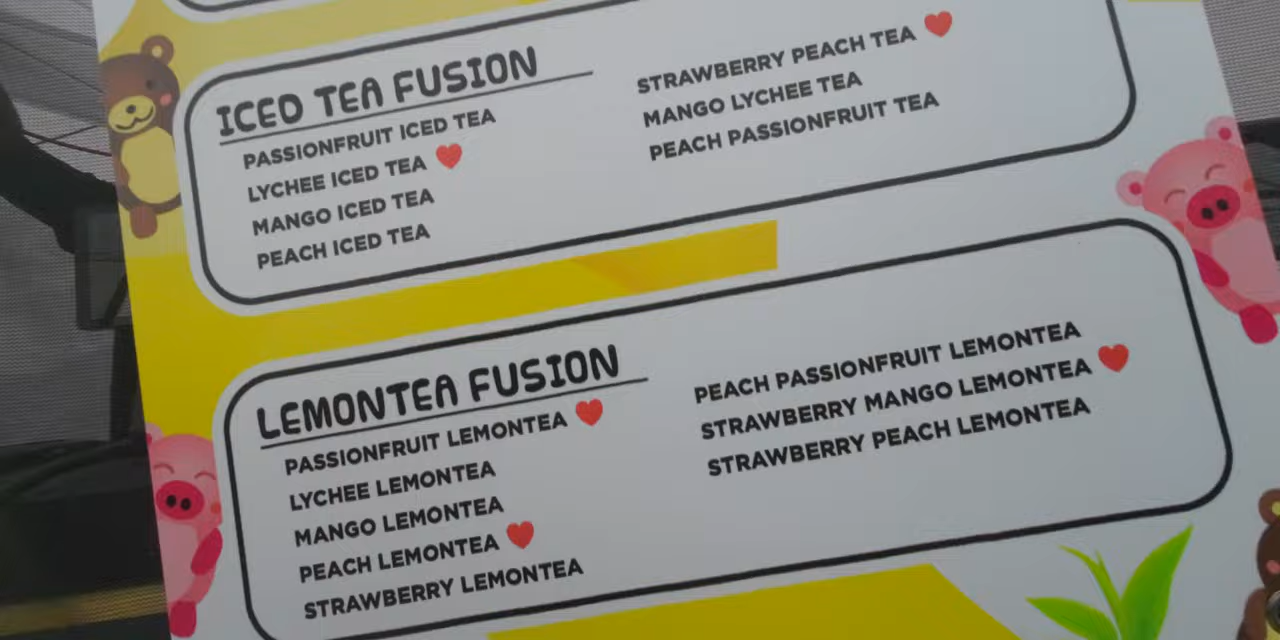 ICED TEA FUSION
PASSIONFRUIT ICED TEA
LYCHEE ICED TEA
MANGO ICED TEA
PEACH ICED TEA
STRAWBERRY PEACH TEA
MANGO LYCHEE TEA
PEACH PASSIONFRUIT TEA
LEMONTEA FUSION
PASSIONFRUIT LEMONTEA
LYCHEE LEMONTEA
MANGO LEMONTEA
PEACH LEMONTEA
STRAWBERRY LEMONTEA
PEACH PASSIONFRUIT LEMONTEA
STRAWBERRY MANGO LEMONTEA
STRAWBERRY PEACH LEMONTEA